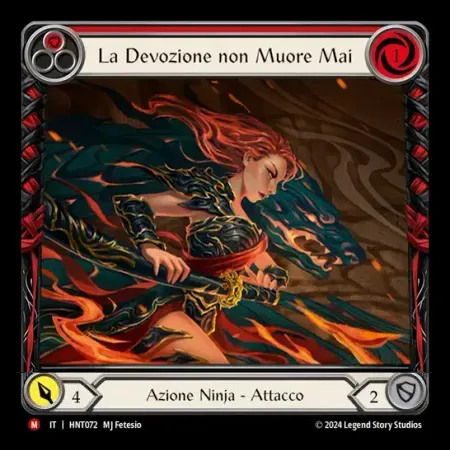 La Devozione non Muore Mai
1
4
Azione Ninja - Attacco
2
M IT | HNT072 MJ Fetesio
© 2024 Legend Story Studios